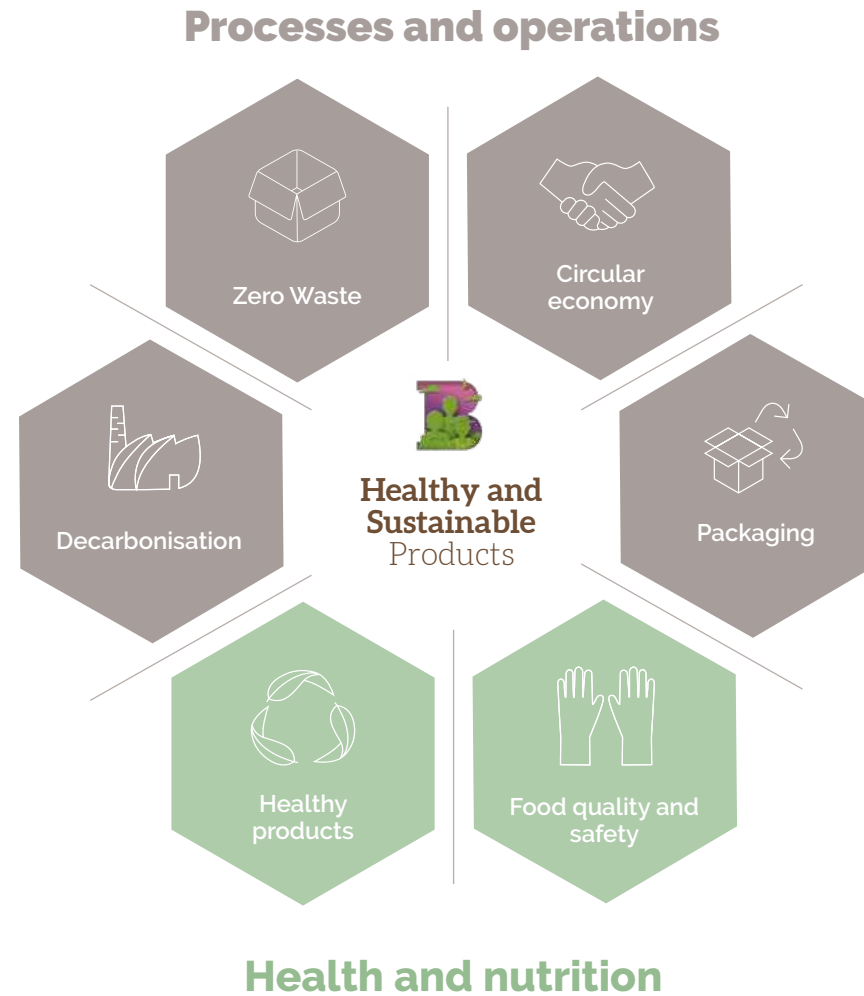 Processes and operations
Zero Waste
Circular
economy
Decarbonisation
B
Healthy and
Sustainable
Products
Packaging
Healthy
products
Food quality and
safety
Health and nutrition